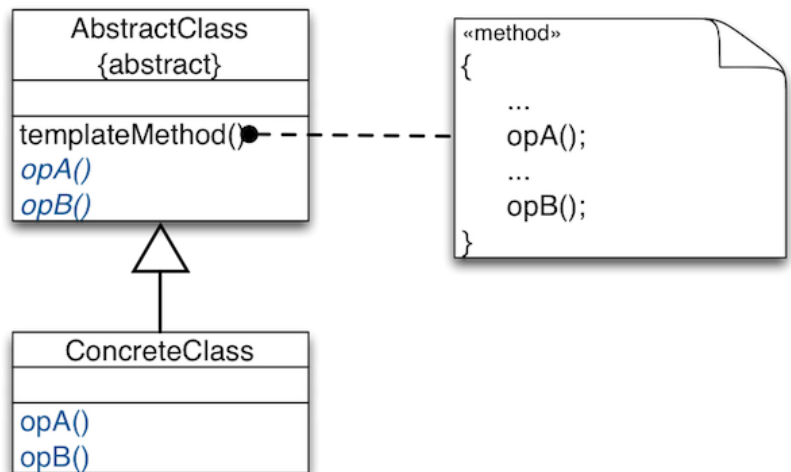 AbstractClass
{abstract}
templateMethod()
opA()
opB()
«method»
{
...
opA();
...
opB();
}
ConcreteClass
opA()
opB()